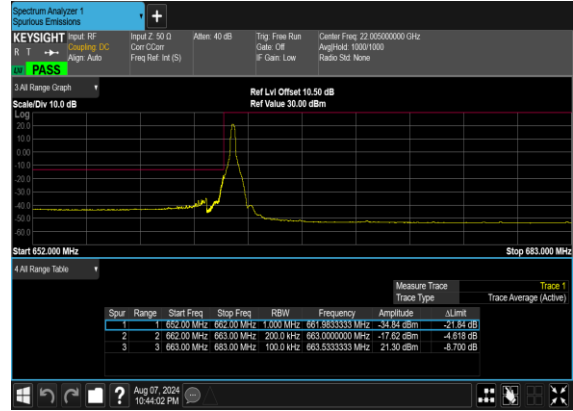 Spectrum Analyzer 1
Spurious Emissions
KEYSIGHT Input: RF Input Z: 50 Ω Atten: 40 dB Trig: Free Run Center Freq: 22.005000000 GHz
R T Coupling: DC Corr CCorr Gate: Off Avg|Hold: 1000/1000
Align: Auto Freq Ref: Int (S) IF Gain: Low Radio Std: None
PASS
3 All Range Graph
Ref Lvl Offset 10.50 dB
Scale/Div 10.0 dB Ref Value 30.00 dBm
Log
20.0
10.0
0.00
-10.0
-20.0
-30.0
-40.0
-50.0
-60.0
Start 652.000 MHz Stop 683.000 MHz
4 All Range Table
Measure Trace Trace 1
Trace Type Trace Average (Active)
Spur Range Start Freq Stop Freq RBW Frequency Amplitude ΔLimit
1 1 652.00 MHz 662.00 MHz 1.000 MHz 661.9833333 MHz -34.84 dBm -21.84 dB
2 2 662.00 MHz 663.00 MHz 200.0 kHz 663.0000000 MHz -17.62 dBm -4.618 dB
3 3 663.00 MHz 683.00 MHz 100.0 kHz 663.5333333 MHz 21.30 dBm -8.700 dB
Aug 07, 2024
10:44:02 PM